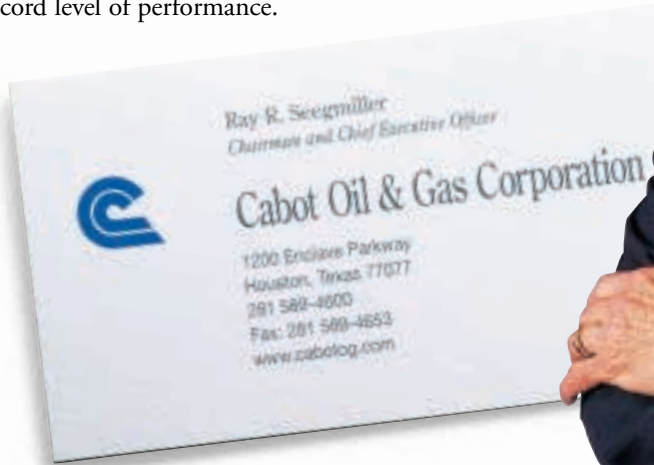 cord level of performance.
Ray R. Seegmiller
Chairman and Chief Executive Officer
Cabot Oil & Gas Corporation
1200 Enclave Parkway
Houston, Texas 77077
281 589-4600
Fax: 281 589-4653
www.cabotog.com